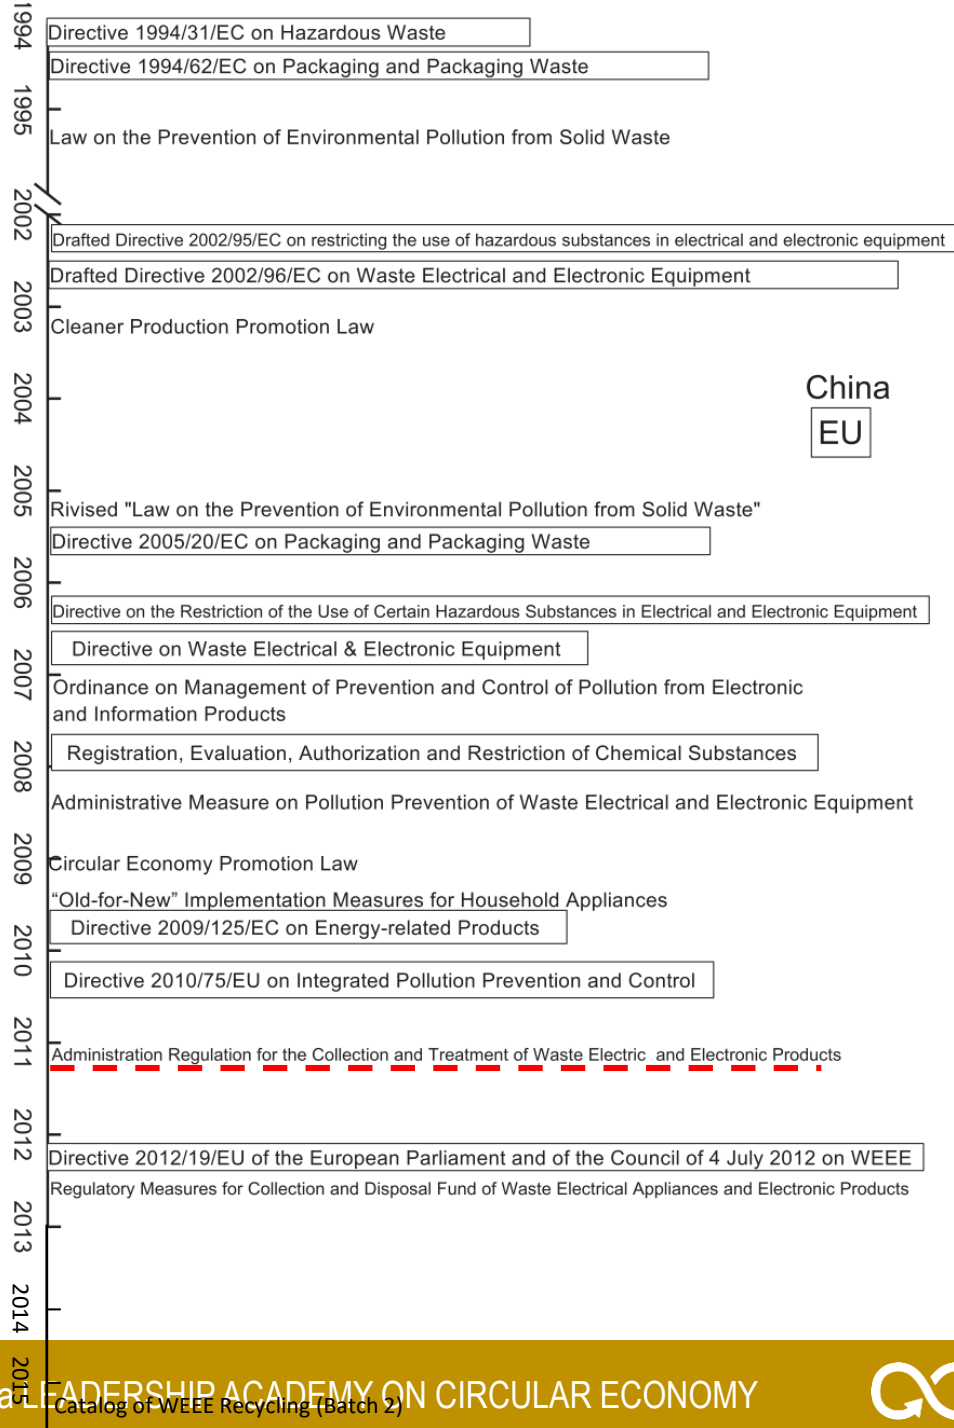 1994
Directive 1994/31/EC on Hazardous Waste
Directive 1994/62/EC on Packaging and Packaging Waste
1995
Law on the Prevention of Environmental Pollution from Solid Waste
2002
Drafted Directive 2002/95/EC on restricting the use of hazardous substances in electrical and electronic equipment
Drafted Directive 2002/96/EC on Waste Electrical and Electronic Equipment
2003
Cleaner Production Promotion Law
China
EU
2004
2005
Rivised "Law on the Prevention of Environmental Pollution from Solid Waste"
Directive 2005/20/EC on Packaging and Packaging Waste
2006
Directive on the Restriction of the Use of Certain Hazardous Substances in Electrical and Electronic Equipment
Directive on Waste Electrical & Electronic Equipment
2007
Ordinance on Management of Prevention and Control of Pollution from Electronic
and Information Products
Registration, Evaluation, Authorization and Restriction of Chemical Substances
2008
Administrative Measure on Pollution Prevention of Waste Electrical and Electronic Equipment
2009
Circular Economy Promotion Law
“Old-for-New” Implementation Measures for Household Appliances
Directive 2009/125/EC on Energy-related Products
2010
Directive 2010/75/EU on Integrated Pollution Prevention and Control
2011
Administration Regulation for the Collection and Treatment of Waste Electric and Electronic Products
2012
Directive 2012/19/EU of the European Parliament and of the Council of 4 July 2012 on WEEE
Regulatory Measures for Collection and Disposal Fund of Waste Electrical Appliances and Electronic Products
2013
2014
2015
a LEADERSHIP ACADEMY ON CIRCULAR ECONOMY
Catalog of WEEE Recycling (Batch 2)